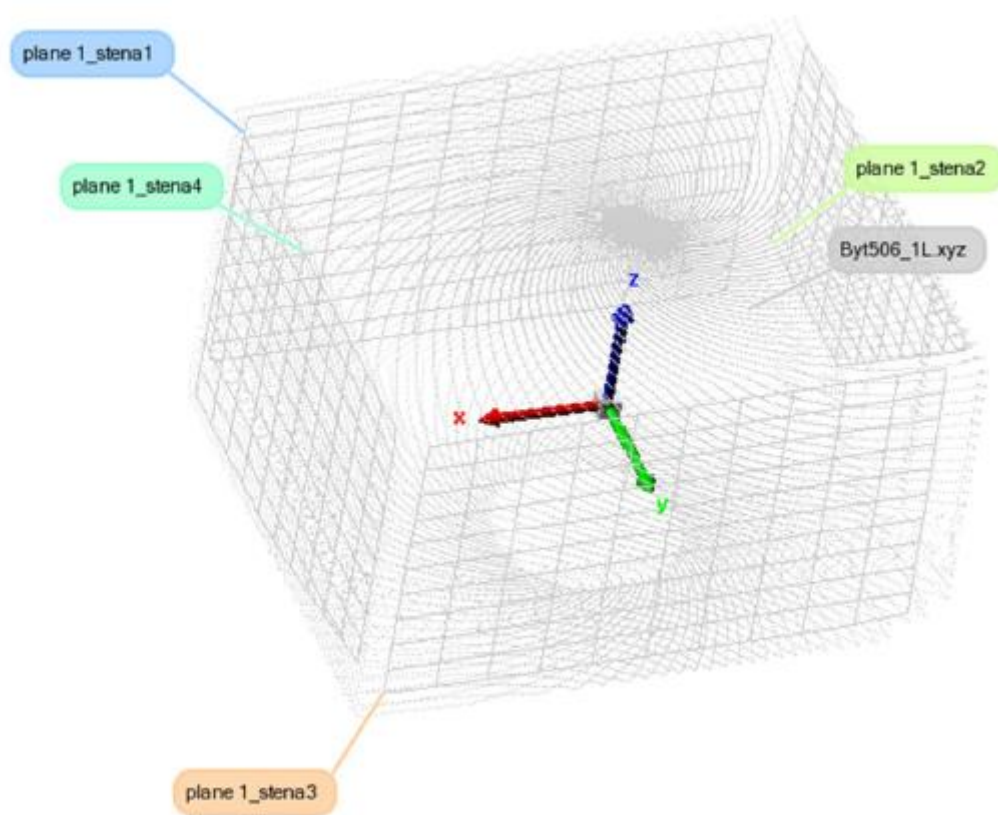 plane 1_stena1
plane 1_stena4
plane 1_stena2
Byt506_1L.xyz
z
x
y
plane 1_stena3